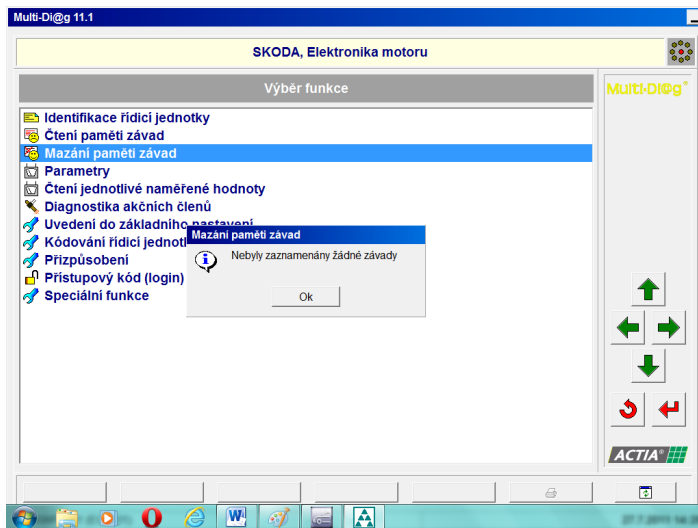 Multi-Di@g 11.1
SKODA, Elektronika motoru
Výběr funkce
Multi-Di@g®
Identifikace řídicí jednotky
Čtení paměti závad
Mazání paměti závad
Parametry
Čtení jednotlivé naměřené hodnoty
Diagnostika akčních členů
Uvedení do základního nastavení
Kódování řídicí
Přizpůsobení
Přístupový kód (login)
Speciální funkce
Mazání paměti závad
Nebyly zaznamenány žádné závady
Ok
ACTIA®